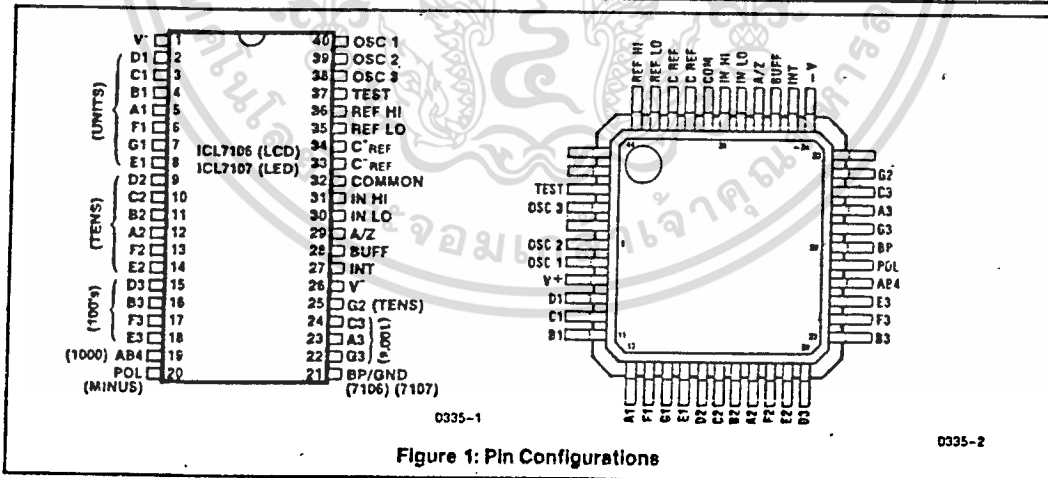 V⁻ 1
D1 2
C1 3
B1 4
A1 5
F1 6
G1 7
E1 8
(UNITS)
D2 9
C2 10
B2 11
A2 12
F2 13
E2 14
(TENS)
D3 15
B3 16
F3 17
E3 18
(100's)
(1000) AB4 19
POL 20
(MINUS)
ICL7106 (LCD)
ICL7107 (LED)
40 OSC 1
39 OSC 2
38 OSC 3
37 TEST
36 REF HI
35 REF LO
34 C⁺REF
33 C⁻REF
32 COMMON
31 IN HI
30 IN LO
29 A/Z
28 BUFF
27 INT
26 V⁻
25 G2 (TENS)
24 C3
23 A3
22 G3
(100's)
21 BP/GND
(7106) (7107)
0335-1
REF HI
REF LO
C REF
C REF
COM
IN HI
IN LO
A/Z
BUFF
INT
-V
TEST
OSC 3
OSC 2
OSC 1
V+
D1
C1
B1
G2
C3
A3
G3
BP
POL
AB4
E3
F3
B3
A1
F1
G1
E1
D2
C2
B2
A2
F2
E2
D3
44
11
12
0335-2
Figure 1: Pin Configurations